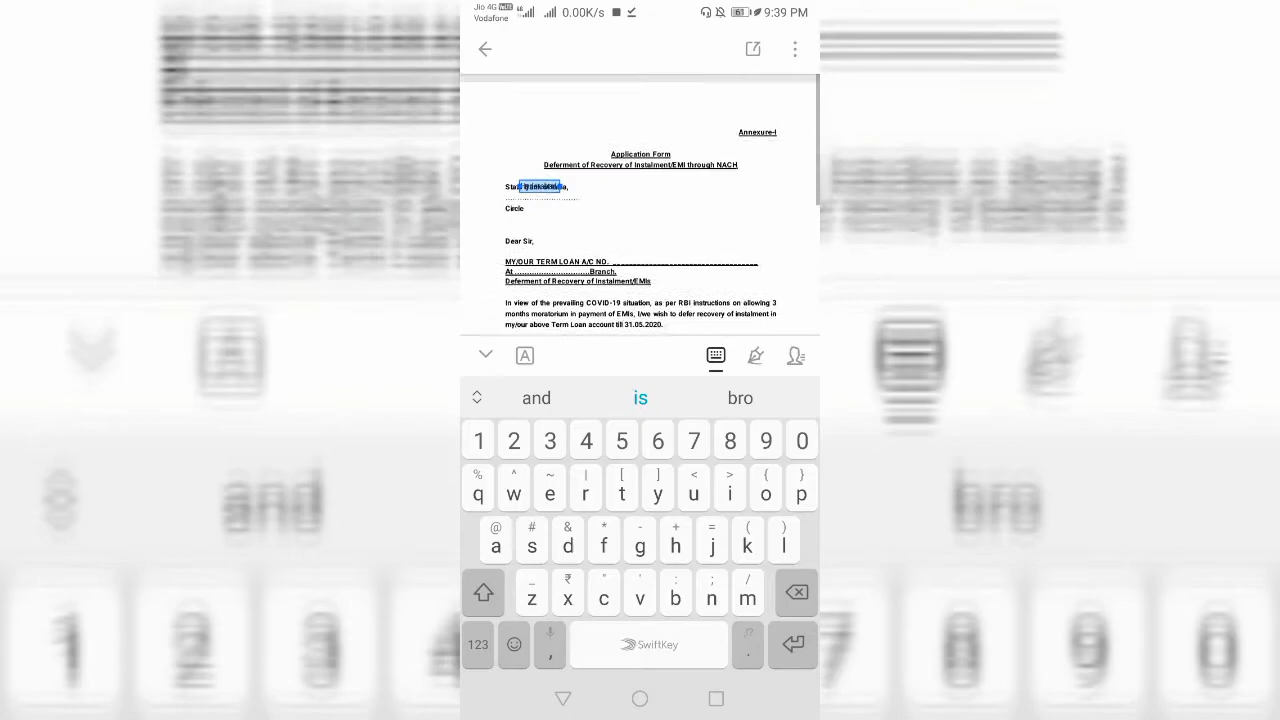 Jio 4G
Vodafone
0.00K/s
61
9:39 PM
Annexure-I
Application Form
Deferment of Recovery of Instalment/EMI through NACH
Circle
Dear Sir,
MY/OUR TERM LOAN A/C NO. ____________________________________
At..............................Branch.
Deferment of Recovery of Instalment/EMIs
In view of the prevailing COVID-19 situation, as per RBI instructions on allowing 3
months moratorium in payment of EMIs, I/we wish to defer recovery of instalment in
my/our above Term Loan account till 31.05.2020.
A
and is bro
1 2 3 4 5 6 7 8 9 0
% ^ ~ | [ ] < > { }
q w e r t y u i o p
@ # & * - + = ( )
a s d f g h j k l
_ ₹ " ' : ; /
z x c v b n m
123 , SwiftKey .